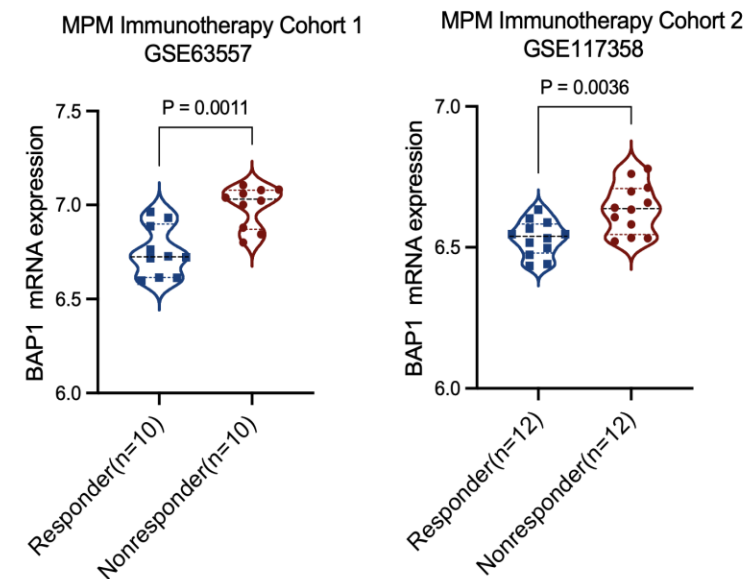 MPM Immunotherapy Cohort 1
GSE63557
P = 0.0011
7.5
7.0
6.5
6.0
BAP1 mRNA expression
Responder(n=10)
Nonresponder(n=10)
MPM Immunotherapy Cohort 2
GSE117358
P = 0.0036
7.0
6.5
6.0
BAP1 mRNA expression
Responder(n=12)
Nonresponder(n=12)